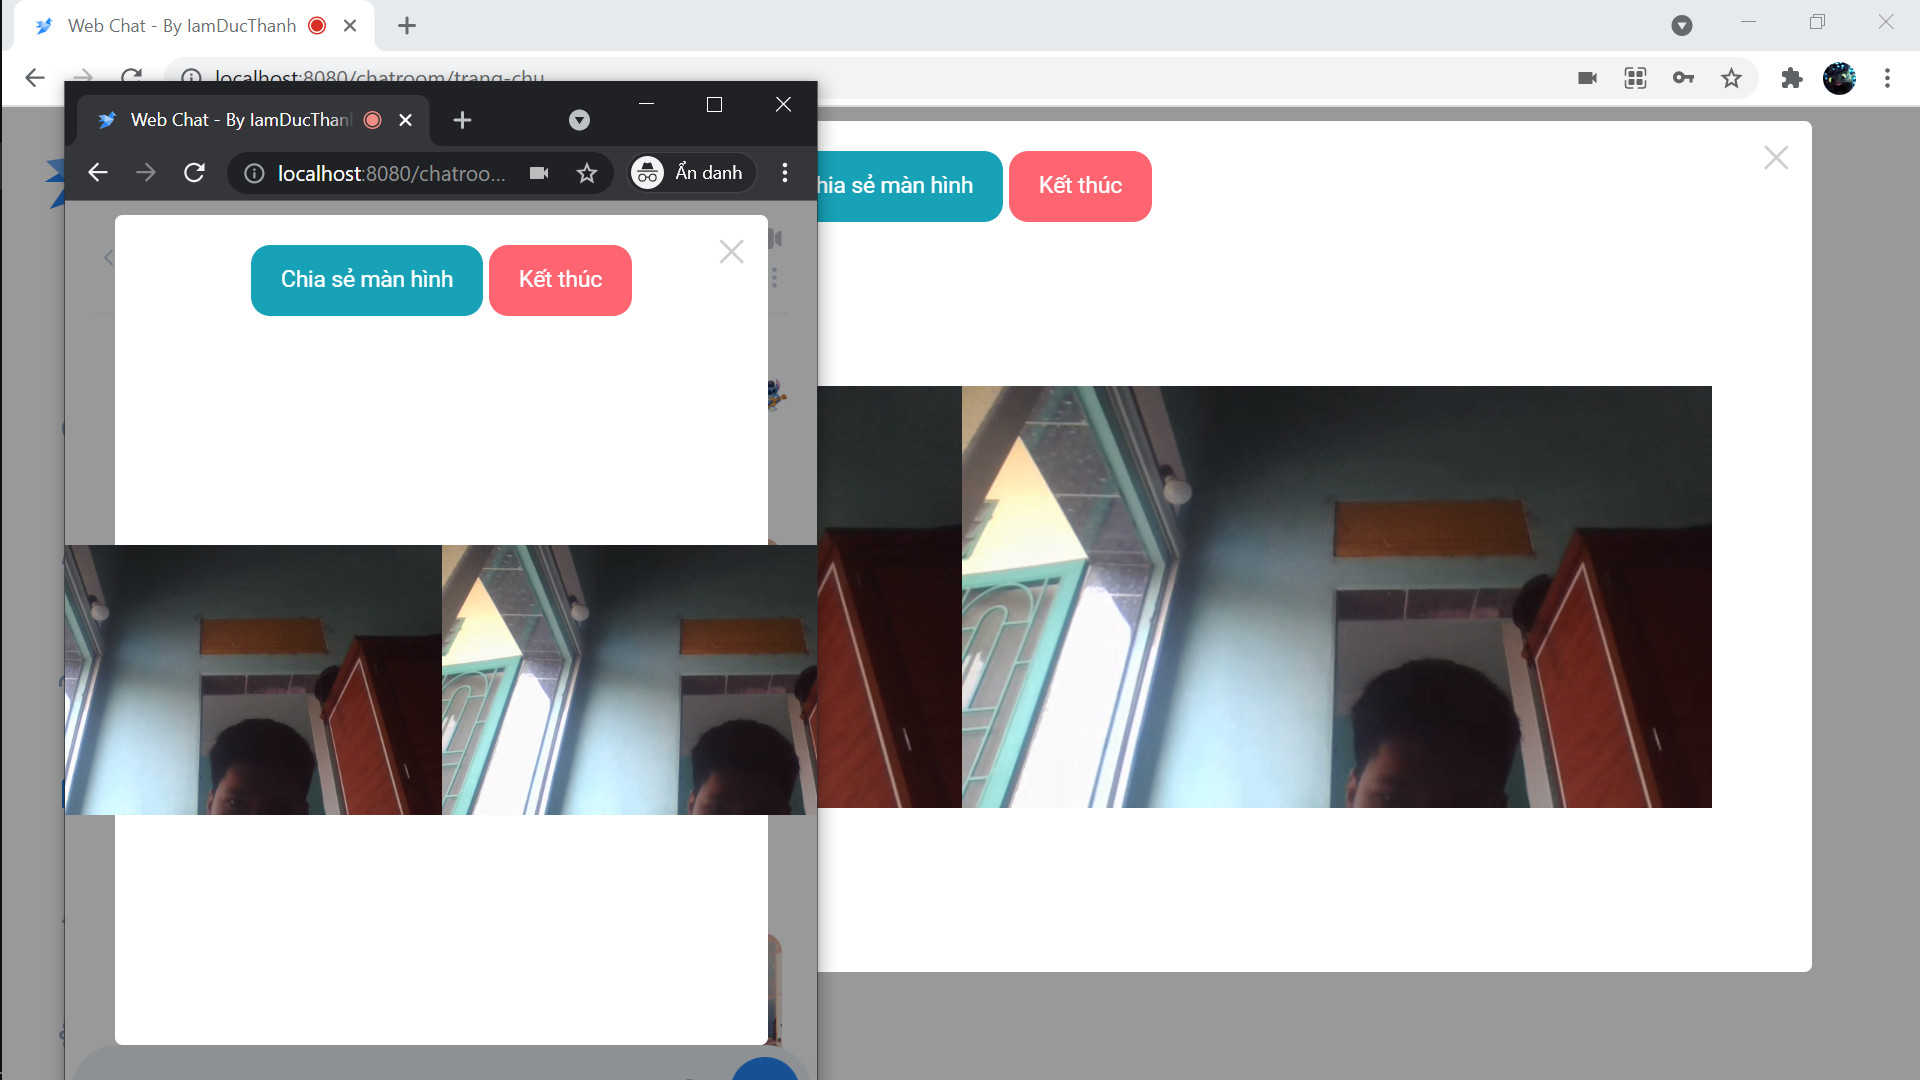 Web Chat - By IamDucThanh
localhost:8080/chatroom/trang-chu
Web Chat - By IamDucThanh
localhost:8080/chatroo...
Ẩn danh
hia sẻ màn hình
Kết thúc
Chia sẻ màn hình
Kết thúc